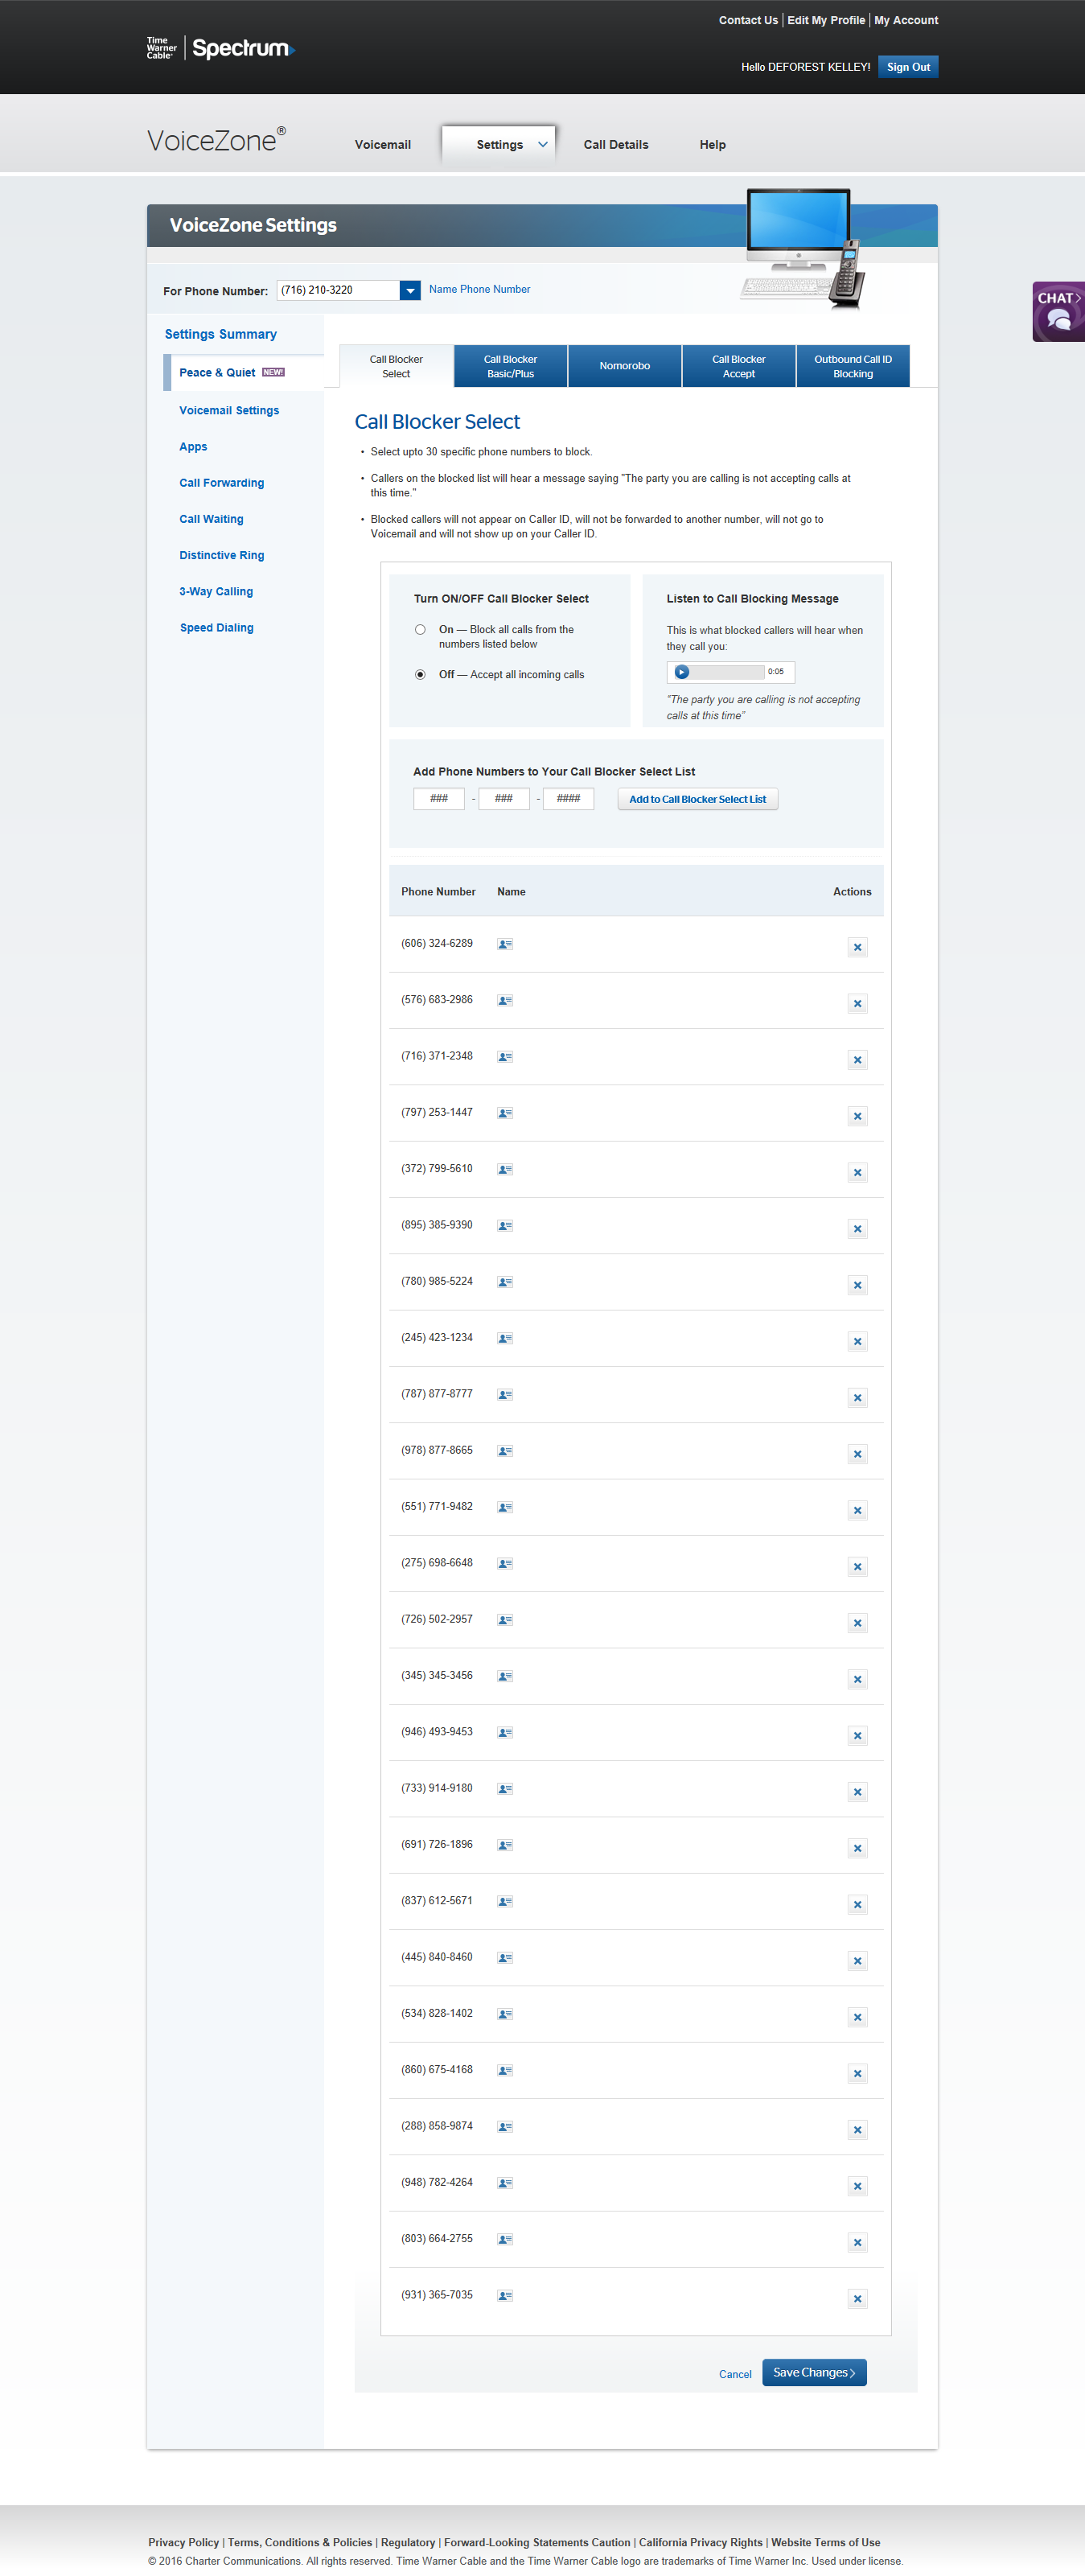 Contact Us | Edit My Profile | My Account
Time
Warner
Cable
Spectrum
Hello DEFOREST KELLEY! Sign Out
VoiceZone®
Voicemail Settings Call Details Help
VoiceZone Settings
For Phone Number: (716) 210-3220 Name Phone Number
CHAT
Settings Summary
Peace & Quiet NEW!
Voicemail Settings
Apps
Call Forwarding
Call Waiting
Distinctive Ring
3-Way Calling
Speed Dialing
Call Blocker
Select
Call Blocker
Basic/Plus
Nomorobo
Call Blocker
Accept
Outbound Call ID
Blocking
Call Blocker Select
• Select upto 30 specific phone numbers to block.
• Callers on the blocked list will hear a message saying "The party you are calling is not accepting calls at
this time."
• Blocked callers will not appear on Caller ID, will not be forwarded to another number, will not go to
Voicemail and will not show up on your Caller ID.
Turn ON/OFF Call Blocker Select
On — Block all calls from the
numbers listed below
Off — Accept all incoming calls
Listen to Call Blocking Message
This is what blocked callers will hear when
they call you:
0:05
"The party you are calling is not accepting
calls at this time"
Add Phone Numbers to Your Call Blocker Select List
### - ### - #### Add to Call Blocker Select List
Phone Number Name Actions
(606) 324-6289
(576) 683-2986
(716) 371-2348
(797) 253-1447
(372) 799-5610
(895) 385-9390
(780) 985-5224
(245) 423-1234
(787) 877-8777
(978) 877-8665
(551) 771-9482
(275) 698-6648
(726) 502-2957
(345) 345-3456
(946) 493-9453
(733) 914-9180
(691) 726-1896
(837) 612-5671
(445) 840-8460
(534) 828-1402
(860) 675-4168
(288) 858-9874
(948) 782-4264
(803) 664-2755
(931) 365-7035
Cancel Save Changes
Privacy Policy | Terms, Conditions & Policies | Regulatory | Forward-Looking Statements Caution | California Privacy Rights | Website Terms of Use
© 2016 Charter Communications. All rights reserved. Time Warner Cable and the Time Warner Cable logo are trademarks of Time Warner Inc. Used under license.